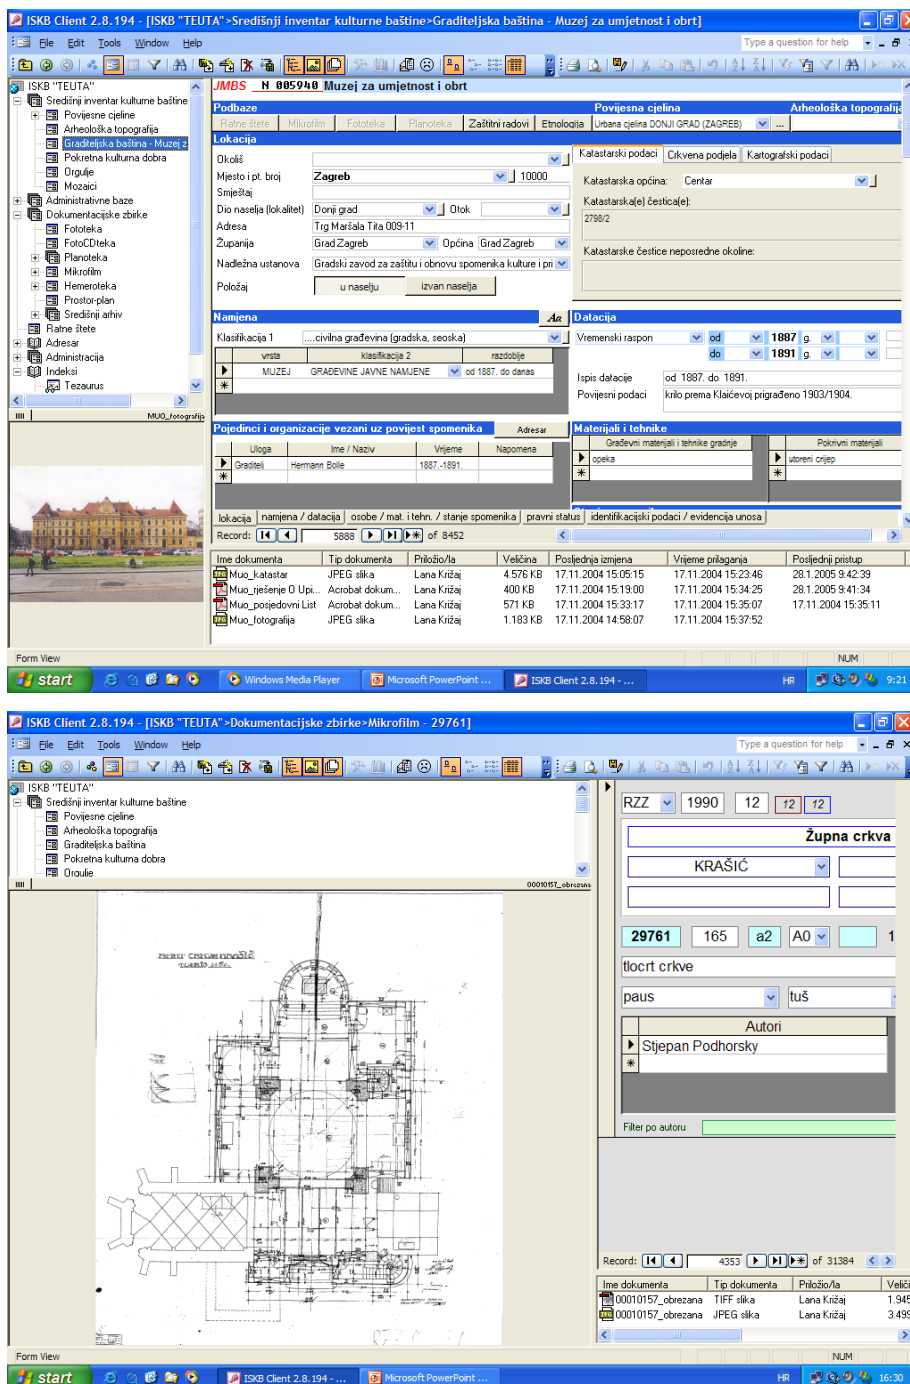 ISKB Client 2.8.194 - [ISKB "TEUTA">Središnji inventar kulturne baštine>Graditeljska baština - Muzej za umjetnost i obrt]
File Edit Tools Window Help
Type a question for help
ISKB "TEUTA"
Središnji inventar kulturne baštine
Povijesne cjeline
Arheološka topografija
Graditeljska baština - Muzej z
Pokretna kulturna dobra
Orgulje
Mozaici
Administrativne baze
Dokumentacijske zbirke
Fototeka
FotoCDteka
Planoteka
Mikrofilm
Hemeroteka
Prostor-plan
Središnji arhiv
Ratne štete
Adresar
Administracija
Indeksi
Tezaurus
MUO_fotografija
JMBS N 005940 Muzej za umjetnost i obrt
Podbaze Povijesna cjelina Arheološka topografija
Ratne štete Mikrofilm Fototeka Planoteka Zaštitni radovi Etnologija Urbana cjelina DONJI GRAD (ZAGREB) ...
Lokacija
Okoliš
Mjesto i pt. broj Zagreb 10000
Smještaj
Dio naselja (lokalitet) Donji grad Otok
Adresa Trg Maršala Tita 009-11
Županija Grad Zagreb Općina Grad Zagreb
Nadležna ustanova Gradski zavod za zaštitu i obnovu spomenika kulture i pri
Položaj u naselju izvan naselja
Katastarski podaci Crkvena podjela Kartografski podaci
Katastarska općina: Centar
Katastarska(e) čestica(e):
2798/2
Katastarske čestice neposredne okoline:
Namjena Aa
Klasifikacija 1 ....civilna građevina (gradska, seoska)
vrsta klasifikacija 2 razdoblje
MUZEJ GRAĐEVINE JAVNE NAMJENE od 1887. do danas
Datacija
Vremenski raspon od 1887 g.
do 1891 g.
Ispis datacije od 1887. do 1891.
Povijesni podaci krilo prema Klaićevoj prigrađeno 1903/1904.
Pojedinci i organizacije vezani uz povijest spomenika Adresar
Uloga Ime / Naziv Vrijeme Napomena
Graditelj Hermann Bolle 1887.-1891.
Materijali i tehnike
Građevni materijali i tehnike gradnje Pokrivni materijali
opeka utoreni crijep
lokacija namjena / datacija osobe / mat. i tehn. / stanje spomenika pravni status identifikacijski podaci / evidencija unosa
Record: 5888 of 8452
Ime dokumenta Tip dokumenta Priložio/la Veličina Posljednja izmjena Vrijeme prilaganja Posljednji pristup
Muo_katastar JPEG slika Lana Križaj 4.576 KB 17.11.2004 15:05:15 17.11.2004 15:23:46 28.1.2005 9:42:39
Muo_rješenje O Upi... Acrobat dokum... Lana Križaj 400 KB 17.11.2004 15:19:00 17.11.2004 15:34:25 28.1.2005 9:41:34
Muo_posjedovni List Acrobat dokum... Lana Križaj 571 KB 17.11.2004 15:33:17 17.11.2004 15:35:07 17.11.2004 15:35:11
Muo_fotografija JPEG slika Lana Križaj 1.183 KB 17.11.2004 14:58:07 17.11.2004 15:37:52
Form View NUM
start Windows Media Player Microsoft PowerPoint ... ISKB Client 2.8.194 - ... HR 9:21
ISKB Client 2.8.194 - [ISKB "TEUTA">Dokumentacijske zbirke>Mikrofilm - 29761]
File Edit Tools Window Help
Type a question for help
ISKB "TEUTA"
Središnji inventar kulturne baštine
Povijesne cjeline
Arheološka topografija
Graditeljska baština
Pokretna kulturna dobra
Orgulje
00010157_obrezana
RZZ 1990 12 12 12
Župna crkva
KRAŠIĆ
29761 165 a2 A0 1
tlocrt crkve
paus tuš
Autori
Stjepan Podhorsky
Filter po autoru
Record: 4353 of 31384
Ime dokumenta Tip dokumenta Priložio/la Velič
00010157_obrezana TIFF slika Lana Križaj 1.945
00010157_obrezana JPEG slika Lana Križaj 3.499
Form View NUM
start ISKB Client 2.8.194 - ... Microsoft PowerPoint ... HR 16:30